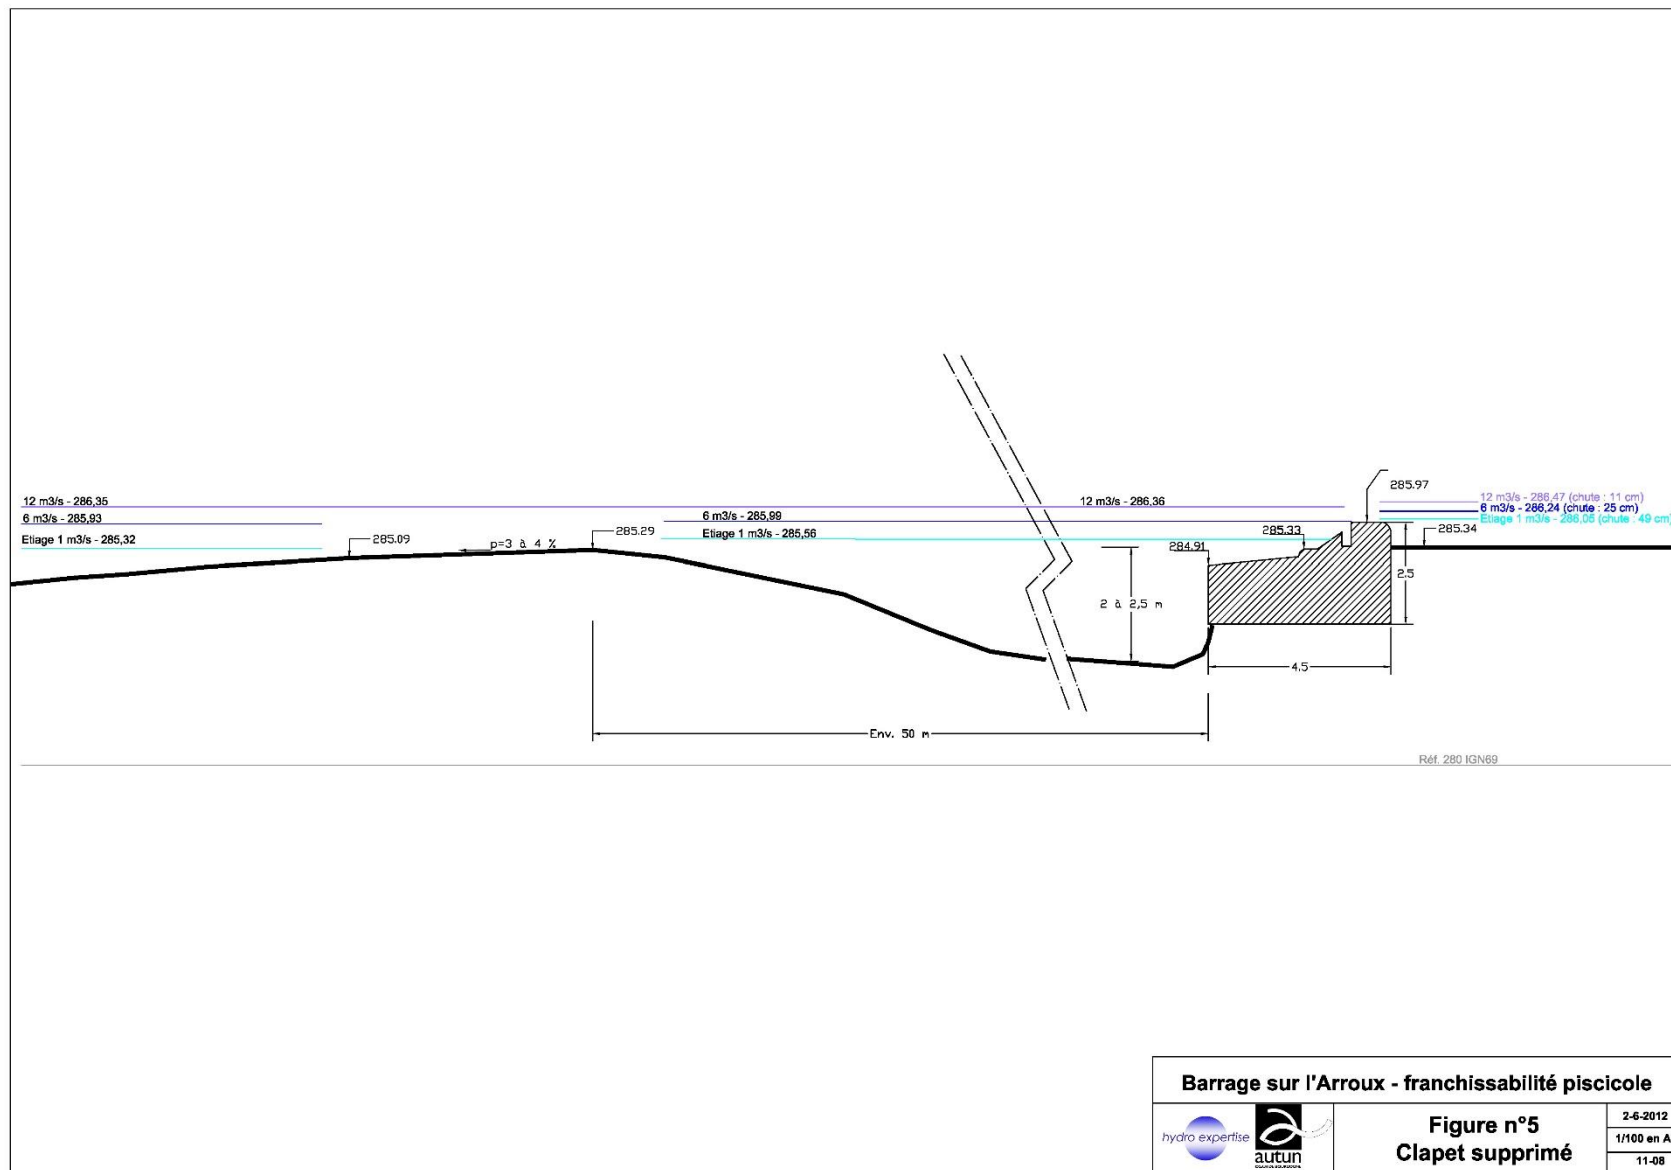 285.97
12 m3/s - 286,35
12 m3/s - 286,36
12 m3/s - 286,47 (chute : 11 cm)
6 m3/s - 285,93
6 m3/s - 285,99
6 m3/s - 286,24 (chute : 25 cm)
Etiage 1 m3/s - 286,05 (chute : 49 cm)
Etiage 1 m3/s - 285,32
285.09
p=3 à 4 %
285.29
Etiage 1 m3/s - 285,56
285.33
285.34
284.91
2.5
2 à 2,5 m
4.5
Env. 50 m
Réf. 280 IGN69
Barrage sur l'Arroux - franchissabilité piscicole
hydro expertise
autun
Figure n°5
Clapet supprimé
2-6-2012
1/100 en A
11-08